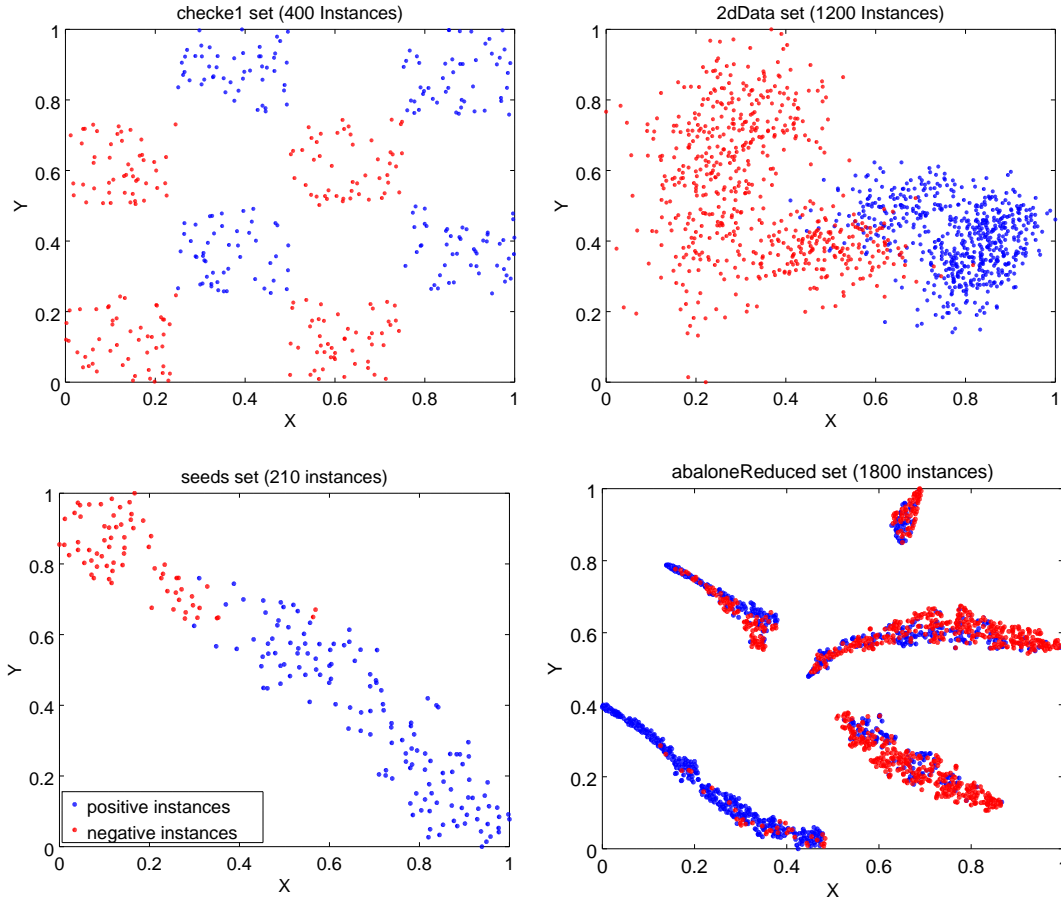 checke1 set (400 Instances)
1
0.8
0.6
0.4
0.2
0
0 0.2 0.4 0.6 0.8 1
X
Y
2dData set (1200 Instances)
1
0.8
0.6
0.4
0.2
0
0 0.2 0.4 0.6 0.8 1
X
Y
seeds set (210 instances)
1
0.8
0.6
0.4
0.2
0
0 0.2 0.4 0.6 0.8 1
X
Y
positive instances
negative instances
abaloneReduced set (1800 instances)
1
0.8
0.6
0.4
0.2
0
0 0.2 0.4 0.6 0.8 1
X
Y